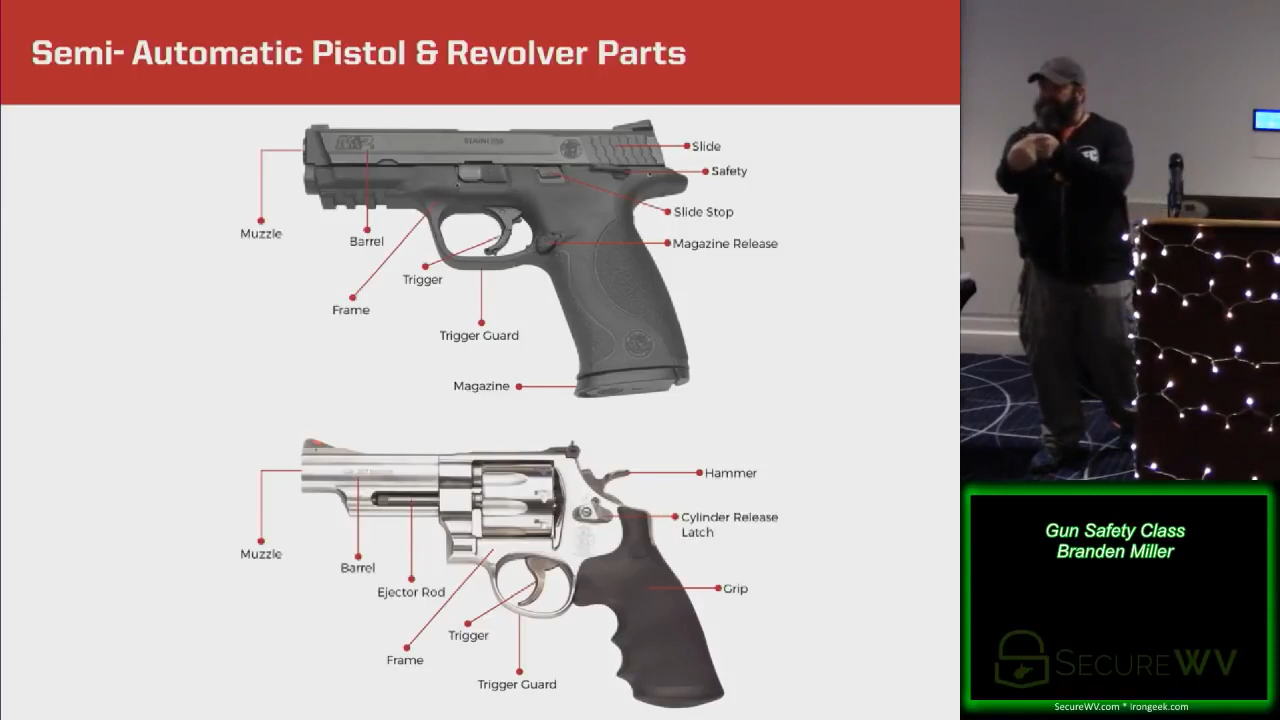 Semi- Automatic Pistol & Revolver Parts
M&P
Slide
Safety
Slide Stop
Magazine Release
Muzzle
Barrel
Trigger
Frame
Trigger Guard
Magazine
Hammer
Cylinder Release
Latch
Muzzle
Barrel
Ejector Rod
Grip
Trigger
Frame
Trigger Guard
Gun Safety Class
Branden Miller
SECUREWV
SecureWV.com * Irongeek.com